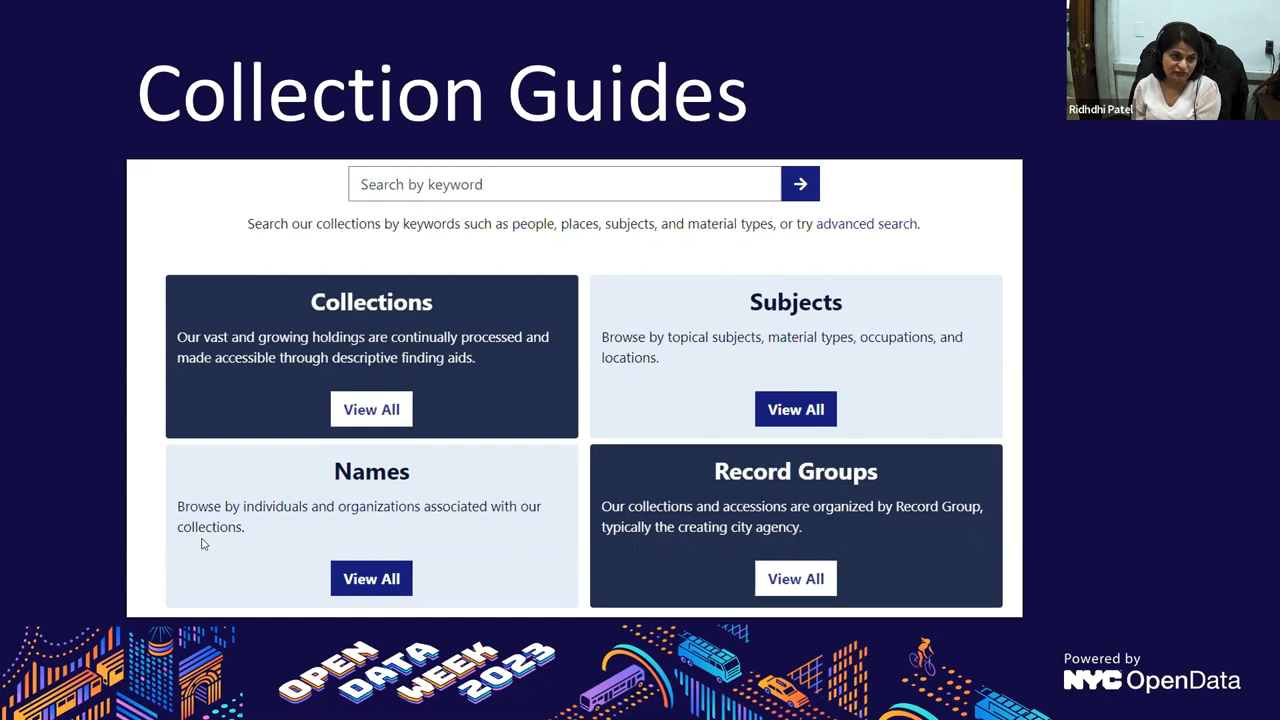 Collection Guides
Ridhdhi Patel
Search by keyword
Search our collections by keywords such as people, places, subjects, and material types, or try advanced search.
Collections
Our vast and growing holdings are continually processed and
made accessible through descriptive finding aids.
View All
Subjects
Browse by topical subjects, material types, occupations, and
locations.
View All
Names
Browse by individuals and organizations associated with our
collections.
View All
Record Groups
Our collections and accessions are organized by Record Group,
typically the creating city agency.
View All
OPEN
DATA
WEEK
2023
Powered by
NYC OpenData